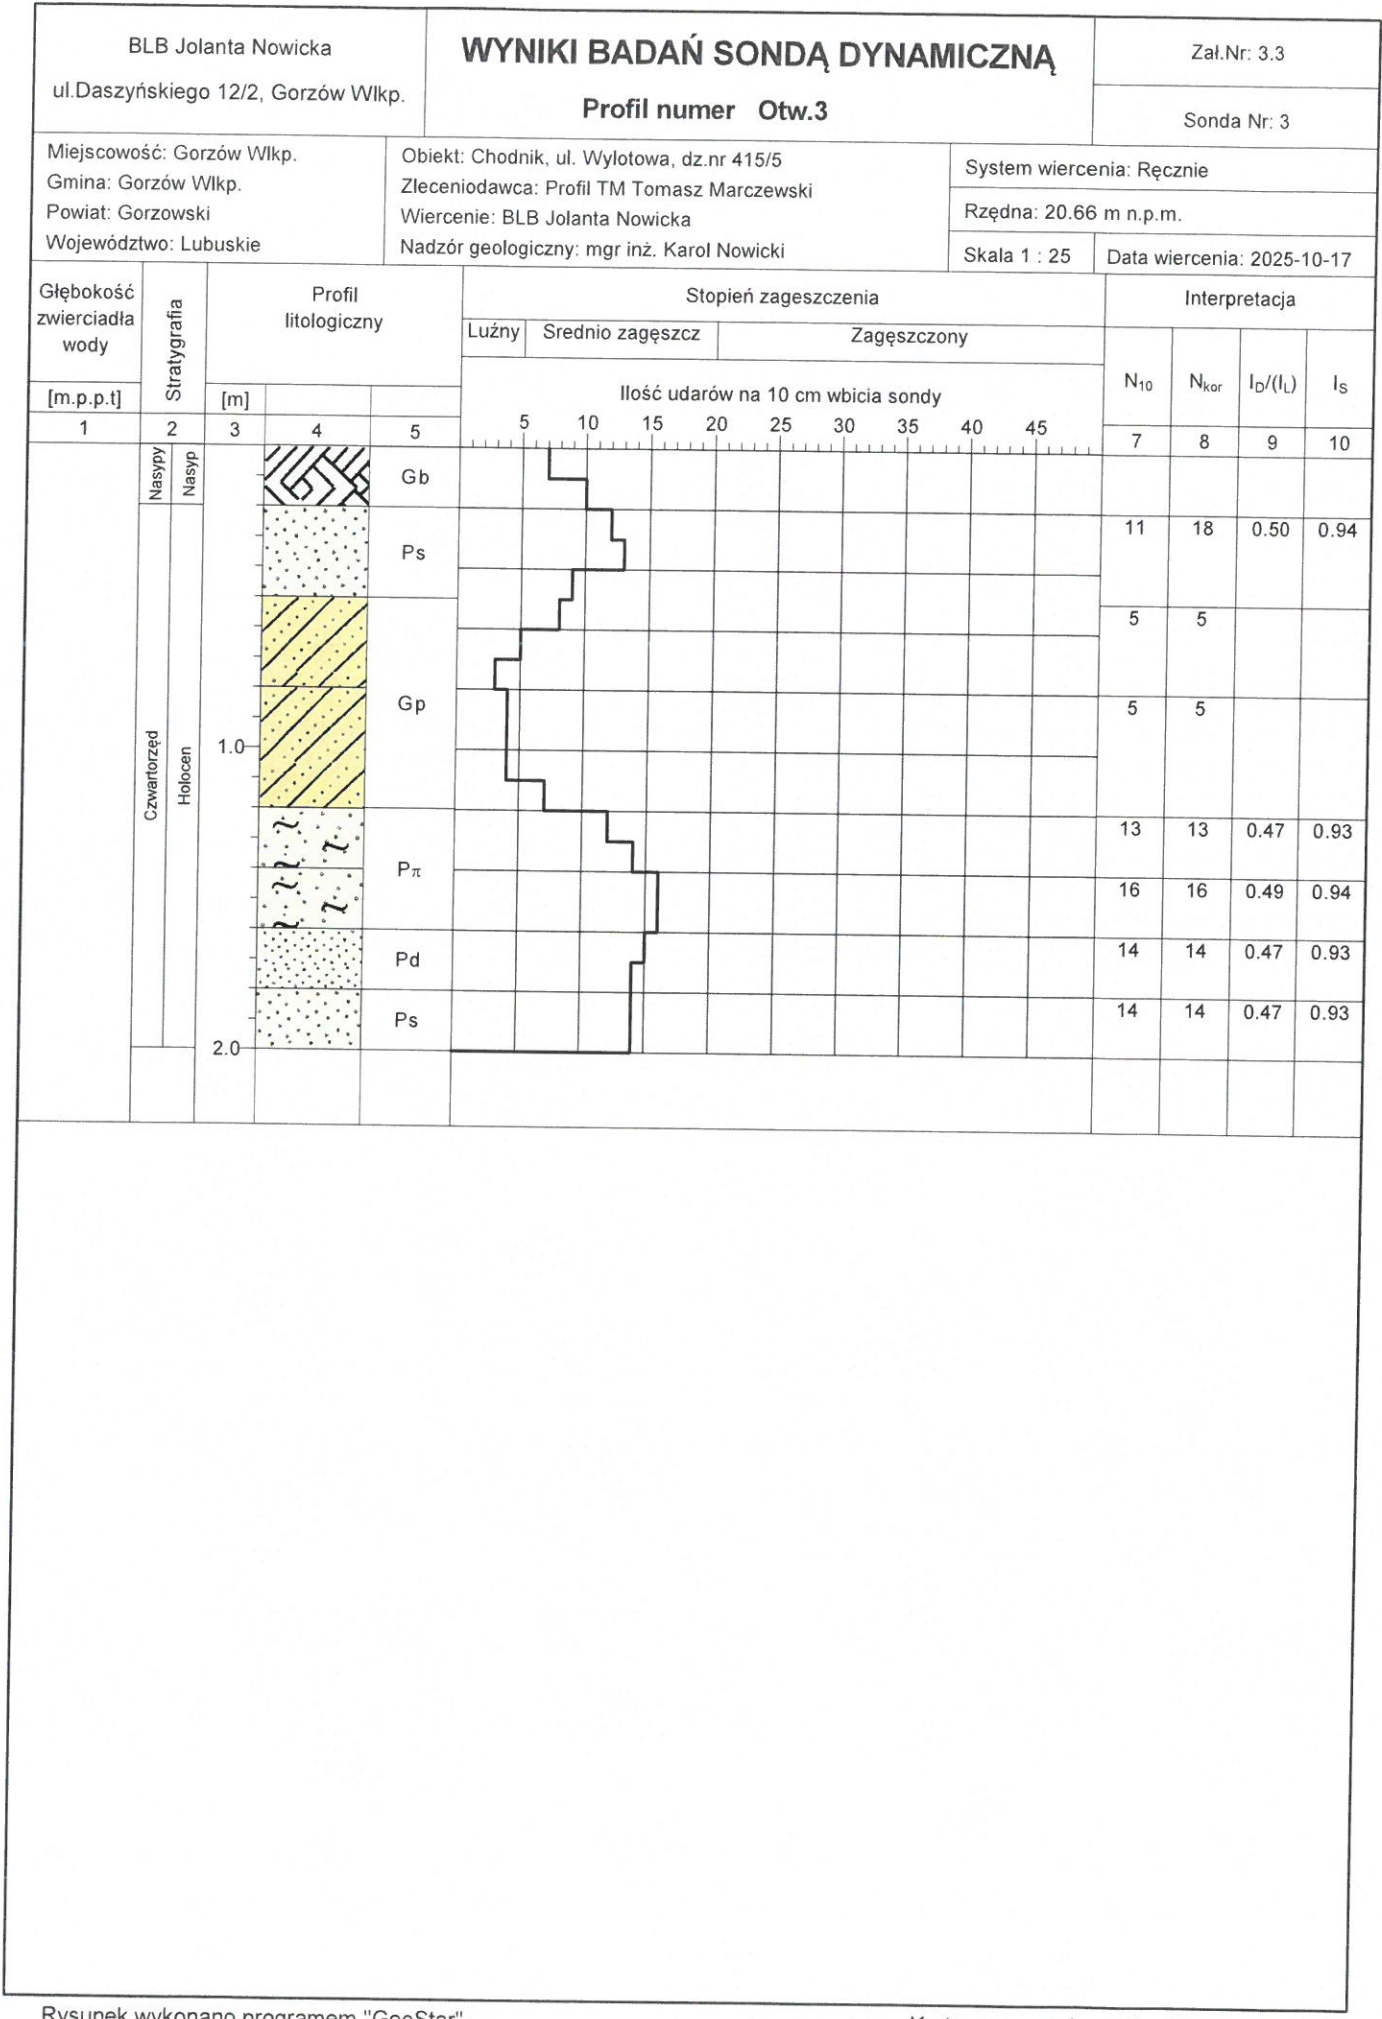 BLB Jolanta Nowicka
ul.Daszyńskiego 12/2, Gorzów Wlkp.
WYNIKI BADAŃ SONDĄ DYNAMICZNĄ
Profil numer Otw.3
Zał.Nr: 3.3
Sonda Nr: 3
Miejscowość: Gorzów Wlkp.
Gmina: Gorzów Wlkp.
Powiat: Gorzowski
Województwo: Lubuskie
Obiekt: Chodnik, ul. Wylotowa, dz.nr 415/5
Zleceniodawca: Profil TM Tomasz Marczewski
Wiercenie: BLB Jolanta Nowicka
Nadzór geologiczny: mgr inż. Karol Nowicki
System wiercenia: Ręcznie
Rzędna: 20.66 m n.p.m.
Skala 1 : 25
Data wiercenia: 2025-10-17
Głębokość
zwierciadła
wody
[m.p.p.t]
Stratygrafia
Profil
litologiczny
[m]
Stopień zageszczenia
Luźny
Srednio zagęszcz
Zagęszczony
Ilość udarów na 10 cm wbicia sondy
5 10 15 20 25 30 35 40 45
Interpretacja
N10 Nkor ID/(IL) IS
1 2 3 4 5 7 8 9 10
Nasypy
Nasyp
Gb
Ps
11 18 0.50 0.94
5 5
Gp
5 5
Czwartorzęd
Holocen
1.0
13 13 0.47 0.93
Pπ
16 16 0.49 0.94
Pd
14 14 0.47 0.93
Ps
14 14 0.47 0.93
2.0
Rysunek wykonano programem "GeoStar"